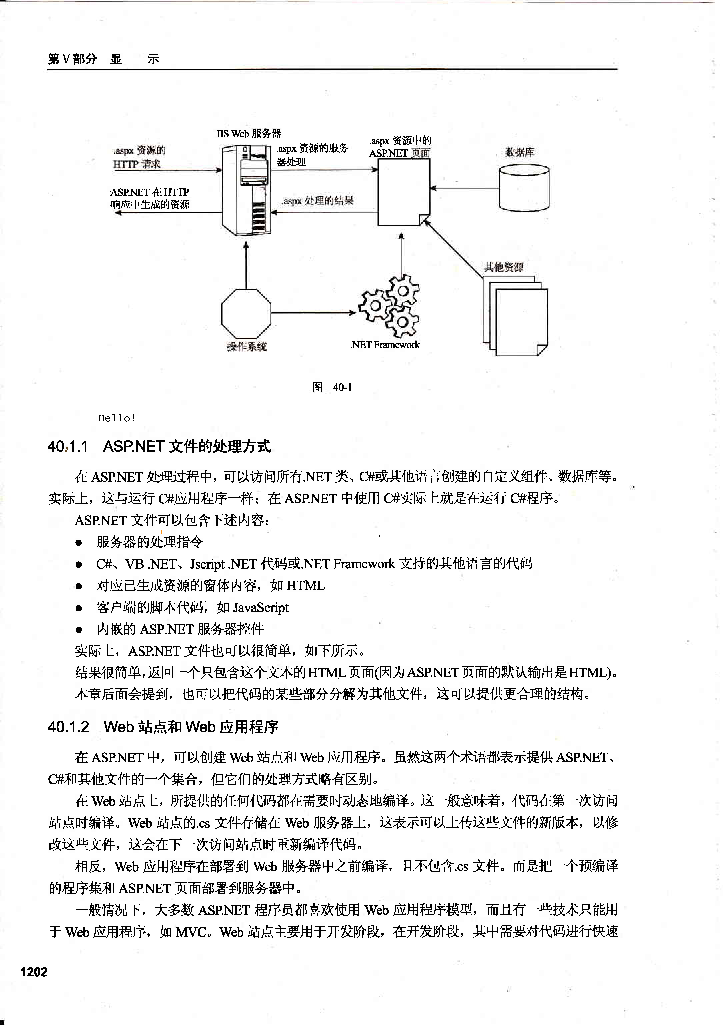 第 V 部分 显 示
IIS Web 服务器
.aspx 资源的
HTTP 请求
.aspx 资源的服务
器处理
.aspx 资源中的
ASP.NET 页面
数据库
ASP.NET 在 HTTP
响应中生成的资源
.aspx 处理的结果
其他资源
操作系统
.NET Framework
图 40-1
Hello!
40.1.1 ASP.NET 文件的处理方式
在 ASP.NET 处理过程中，可以访问所有.NET 类、C#或其他语言创建的自定义组件、数据库等。
实际上，这与运行 C#应用程序一样；在 ASP.NET 中使用 C#实际上就是在运行 C#程序。
ASP.NET 文件可以包含下述内容：
● 服务器的处理指令
● C#、VB .NET、Jscript .NET 代码或.NET Framework 支持的其他语言的代码
● 对应已生成资源的窗体内容，如 HTML
● 客户端的脚本代码，如 JavaScript
● 内嵌的 ASP.NET 服务器控件
实际上，ASP.NET 文件也可以很简单，如下所示。
结果很简单，返回一个只包含这个文本的 HTML 页面(因为 ASP.NET 页面的默认输出是 HTML)。
本章后面会提到，也可以把代码的某些部分分解为其他文件，这可以提供更合理的结构。
40.1.2 Web 站点和 Web 应用程序
在 ASP.NET 中，可以创建 Web 站点和 Web 应用程序。虽然这两个术语都表示提供 ASP.NET、
C#和其他文件的一个集合，但它们的处理方式略有区别。
在 Web 站点上，所提供的任何代码都在需要时动态地编译。这一般意味着，代码在第一次访问
站点时编译。Web 站点的.cs 文件存储在 Web 服务器上，这表示可以上传这些文件的新版本，以修
改这些文件，这会在下一次访问站点时重新编译代码。
相反，Web 应用程序在部署到 Web 服务器中之前编译，且不包含.cs 文件。而是把一个预编译
的程序集和 ASP.NET 页面部署到服务器中。
一般情况下，大多数 ASP.NET 程序员都喜欢使用 Web 应用程序模型，而且有一些技术只能用
于 Web 应用程序，如 MVC。Web 站点主要用于开发阶段，在开发阶段，其中需要对代码进行快速
1202